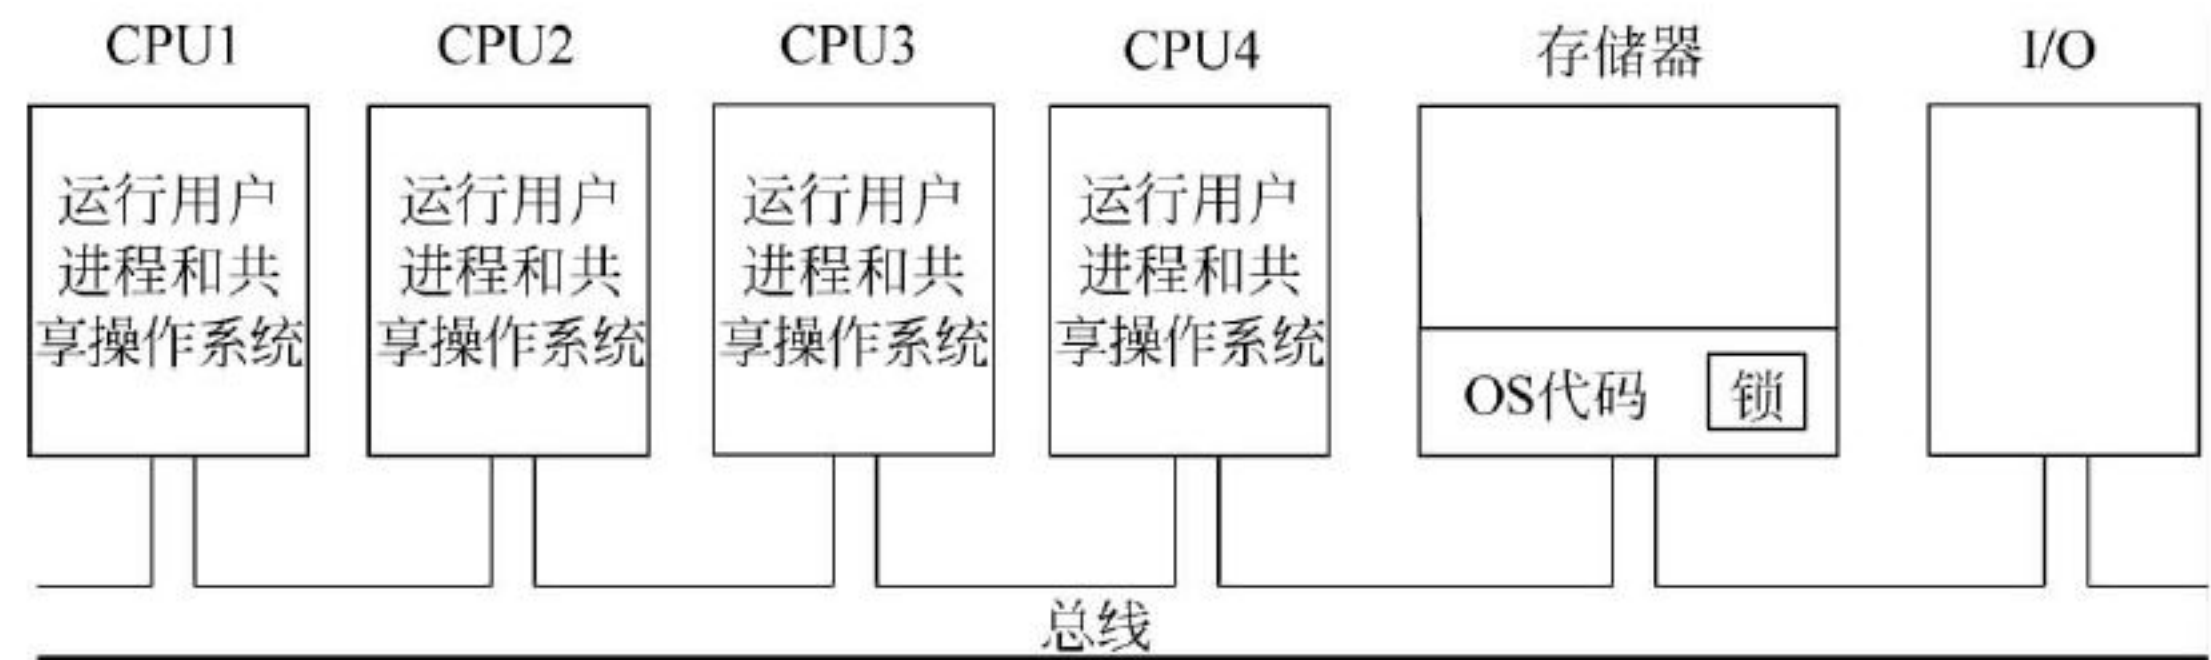 CPU1
CPU2
CPU3
CPU4
存储器
I/O
运行用户
进程和共
享操作系统
运行用户
进程和共
享操作系统
运行用户
进程和共
享操作系统
运行用户
进程和共
享操作系统
OS代码
锁
总线